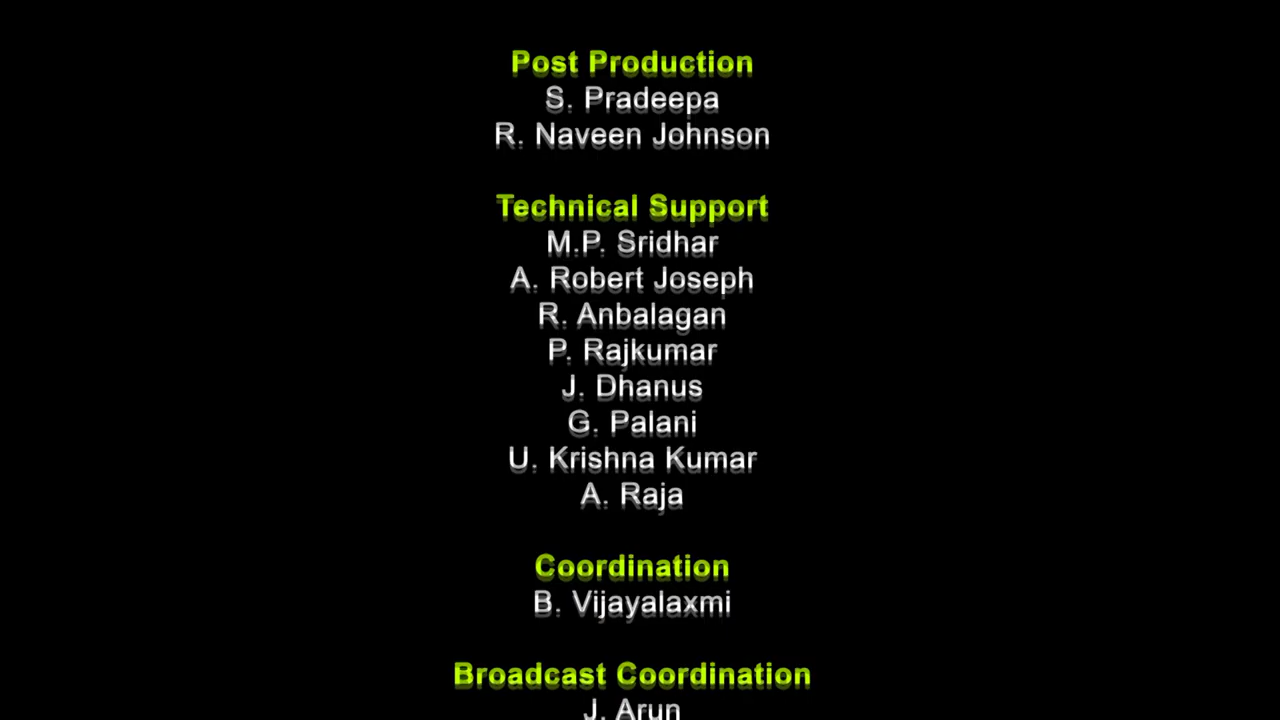 Post Production
S. Pradeepa
R. Naveen Johnson
Technical Support
M.P. Sridhar
A. Robert Joseph
R. Anbalagan
P. Rajkumar
J. Dhanus
G. Palani
U. Krishna Kumar
A. Raja
Coordination
B. Vijayalaxmi
Broadcast Coordination
J. Arun